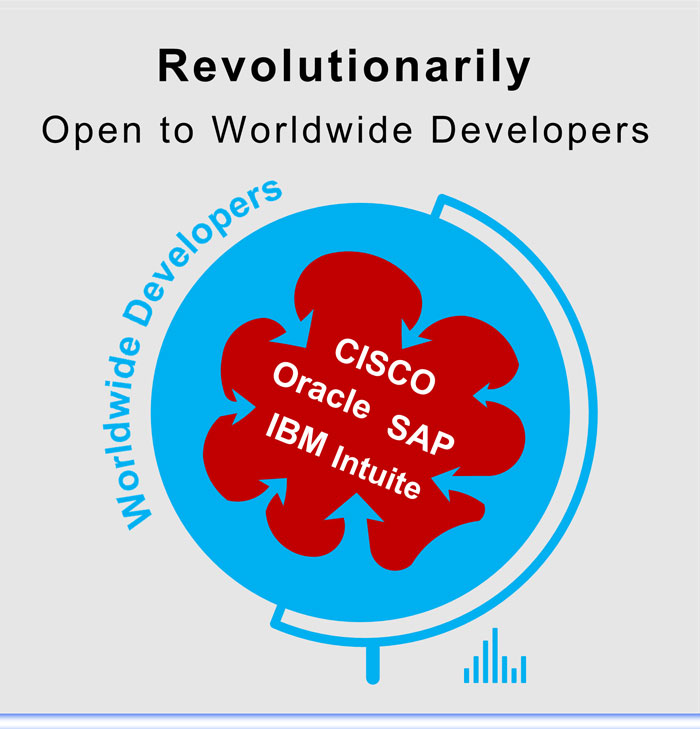 Revolutionarily
Open to Worldwide Developers
Worldwide Developers
CISCO
Oracle SAP
IBM Intuite